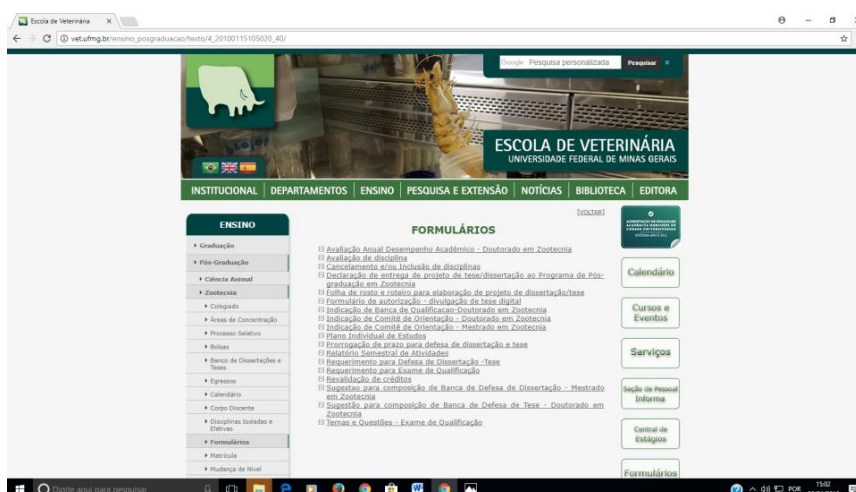 Escola de Veterinária
vet.ufmg.br/ensino_posgraduacao/texto/4_20100115105020_40/
Google Pesquisa personalizada
Pesquisar
ESCOLA DE VETERINÁRIA
UNIVERSIDADE FEDERAL DE MINAS GERAIS
INSTITUCIONAL DEPARTAMENTOS ENSINO PESQUISA E EXTENSÃO NOTÍCIAS BIBLIOTECA EDITORA
ENSINO
Graduação
Pós-Graduação
Ciência Animal
Zootecnia
Colegiado
Áreas de Concentração
Processo Seletivo
Bolsas
Banco de Dissertações e
Teses
Egressos
Calendário
Corpo Discente
Disciplinas Isoladas e
Eletivas
Formulários
Matrícula
Mudança de Nível
[VOLTAR]
FORMULÁRIOS
Avaliação Anual Desempenho Acadêmico - Doutorado em Zootecnia
Avaliação de disciplina
Cancelamento e/ou Inclusão de disciplinas
Declaração de entrega de projeto de tese/dissertação ao Programa de Pós-
graduação em Zootecnia
Folha de rosto e roteiro para elaboração de projeto de dissertação/tese
Formulário de autorização - divulgação de tese digital
Indicação de Banca de Qualificacao-Doutorado em Zootecnia
Indicação de Comitê de Orientação - Doutorado em Zootecnia
Indicação de Comitê de Orientação - Mestrado em Zootecnia
Plano Individual de Estudos
Prorrogação de prazo para defesa de dissertação e tese
Relatório Semestral de Atividades
Requerimento para Defesa de Dissertação -Tese
Requerimento para Exame de Qualificação
Revalidação de créditos
Sugestao para composição de Banca de Defesa de Dissertação - Mestrado
em Zootecnia
Sugestão para composição de Banca de Defesa de Tese - Doutorado em
Zootecnia
Temas e Questões - Exame de Qualificação
Calendário
Cursos e
Eventos
Serviços
Seção de Pessoal
Informa
Central de
Estágios
Formulários
Digite aqui para pesquisar
POR
15:02